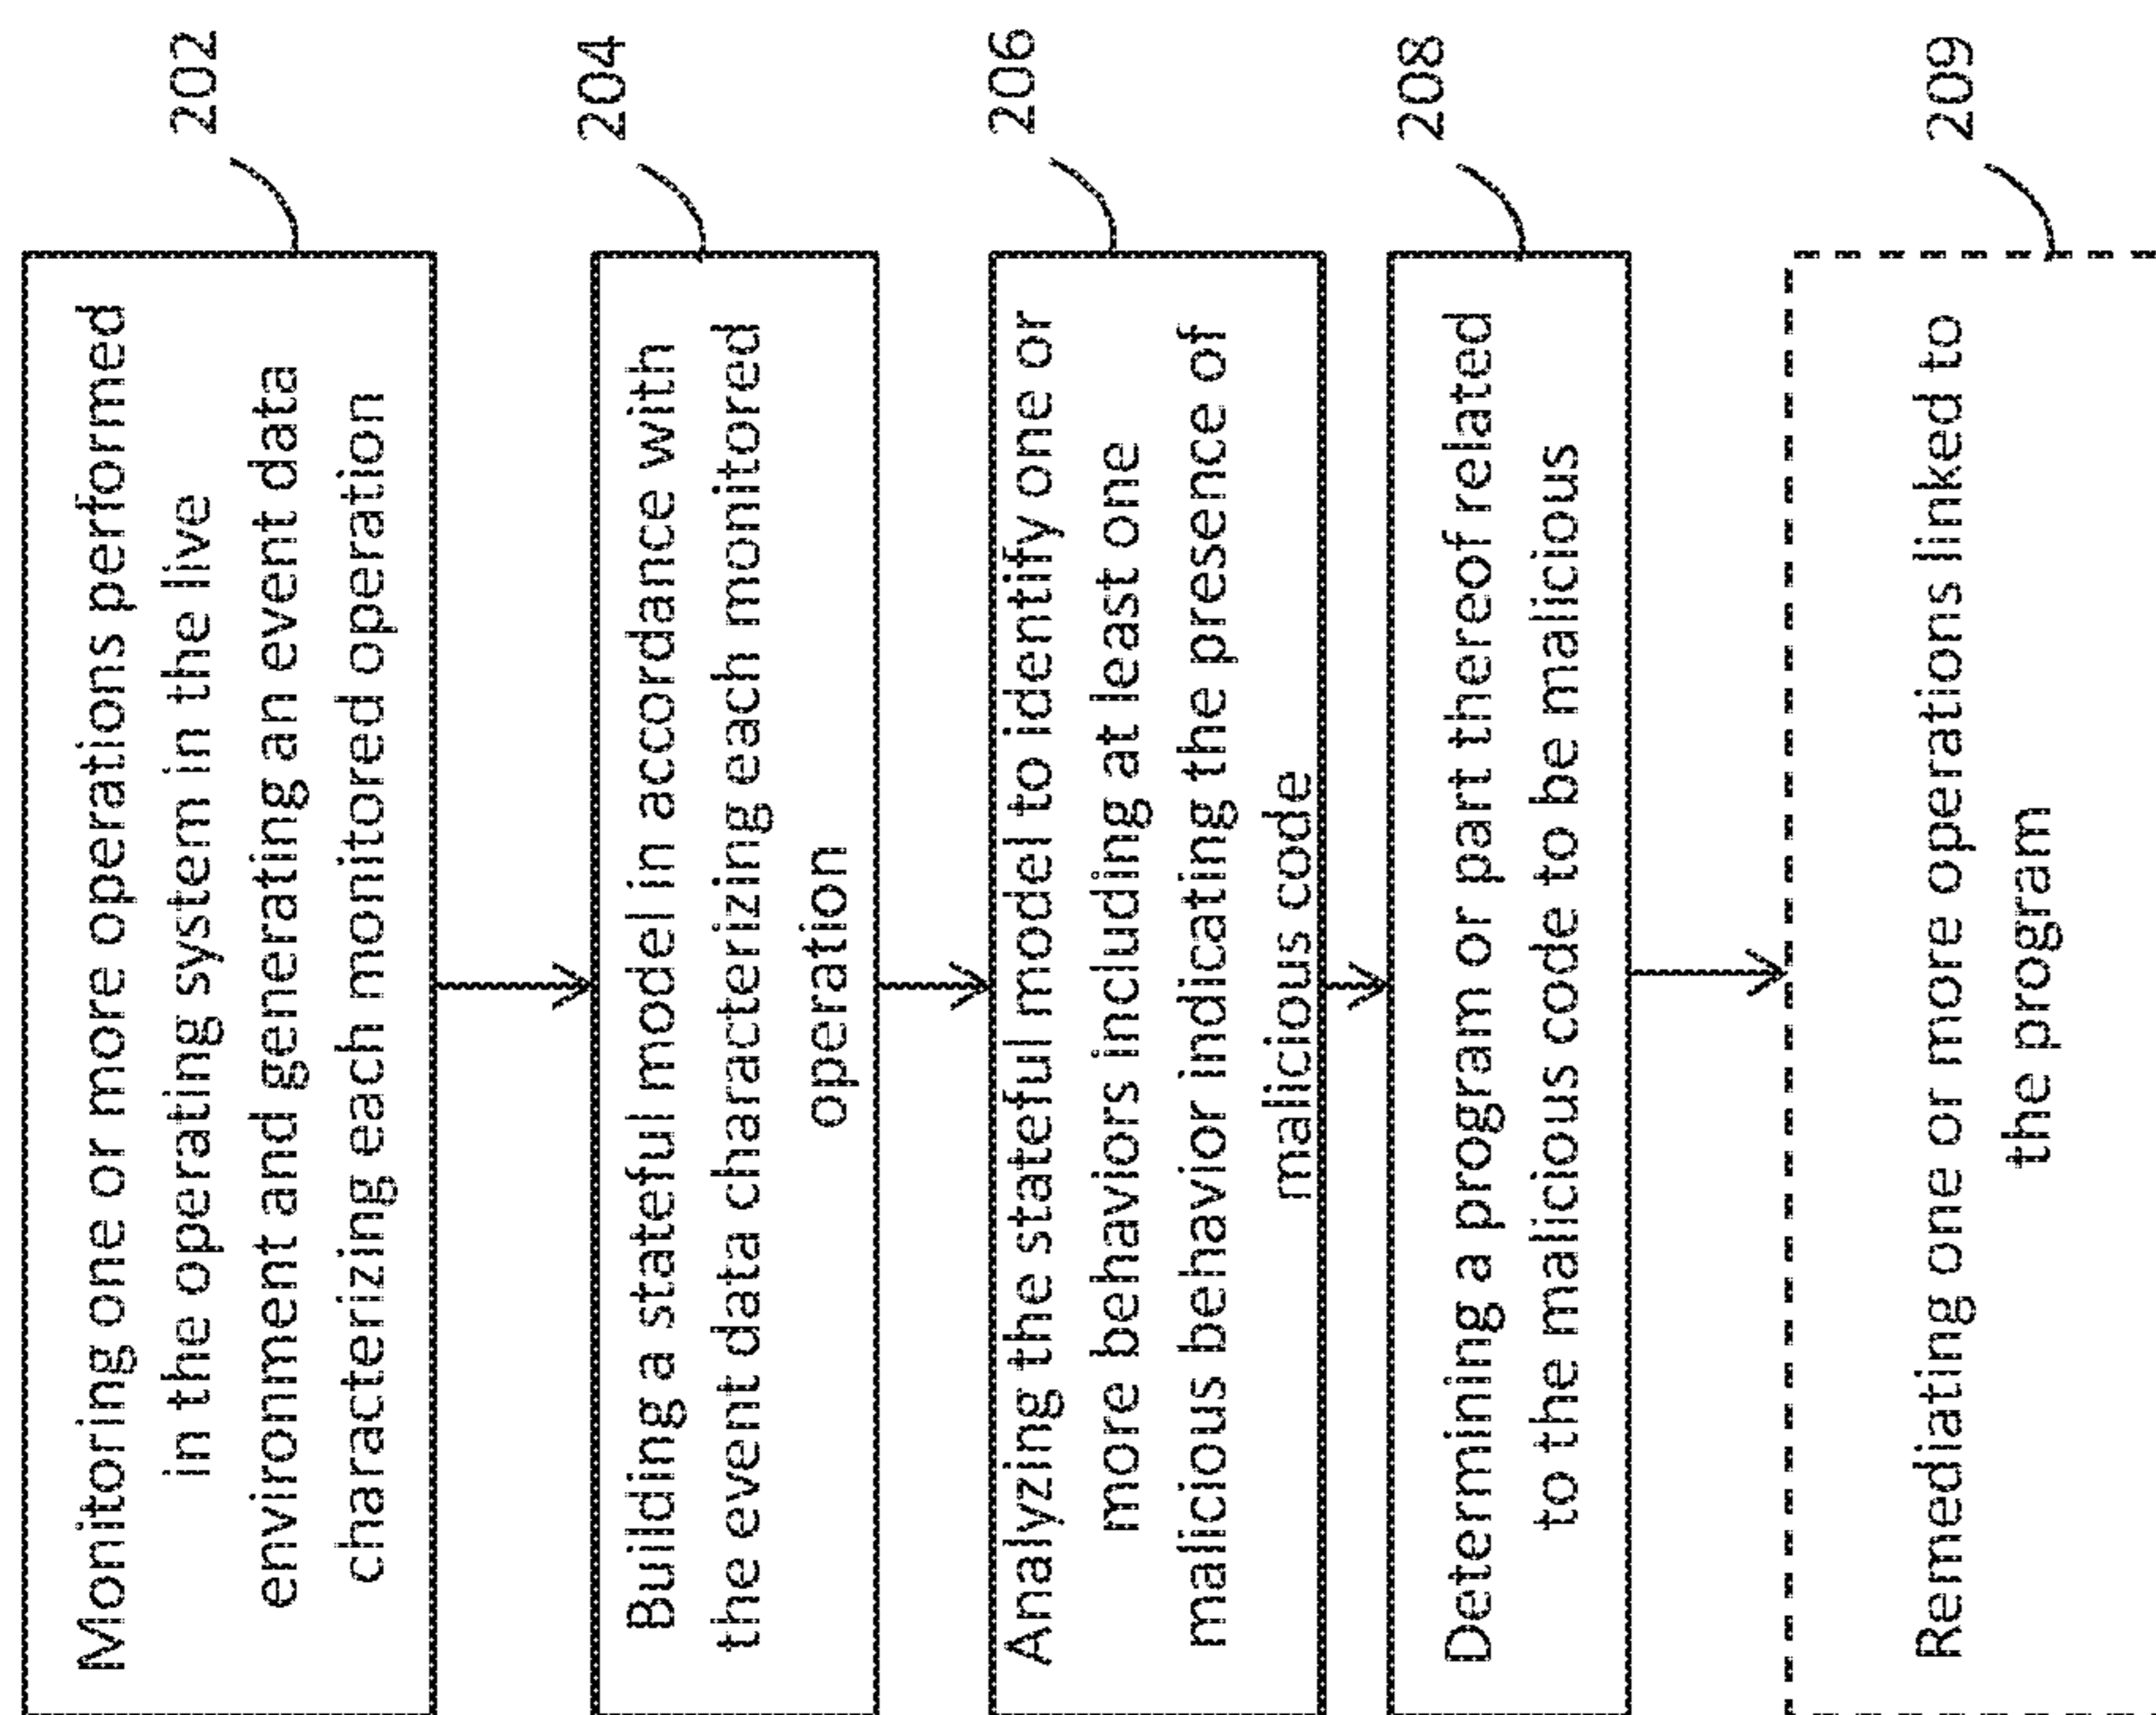 Monitoring one or more operations performed
in the operating system in the live
environment and generating an event data
characterizing each monitored operation
202
Building a stateful model in accordance with
the event data characterizing each monitored
operation
204
Analyzing the stateful model to identify one or
more behaviors including at least one
malicious behavior indicating the presence of
malicious code
206
Determining a program or part thereof related
to the malicious code to be malicious
208
Remediating one or more operations linked to
the program
209